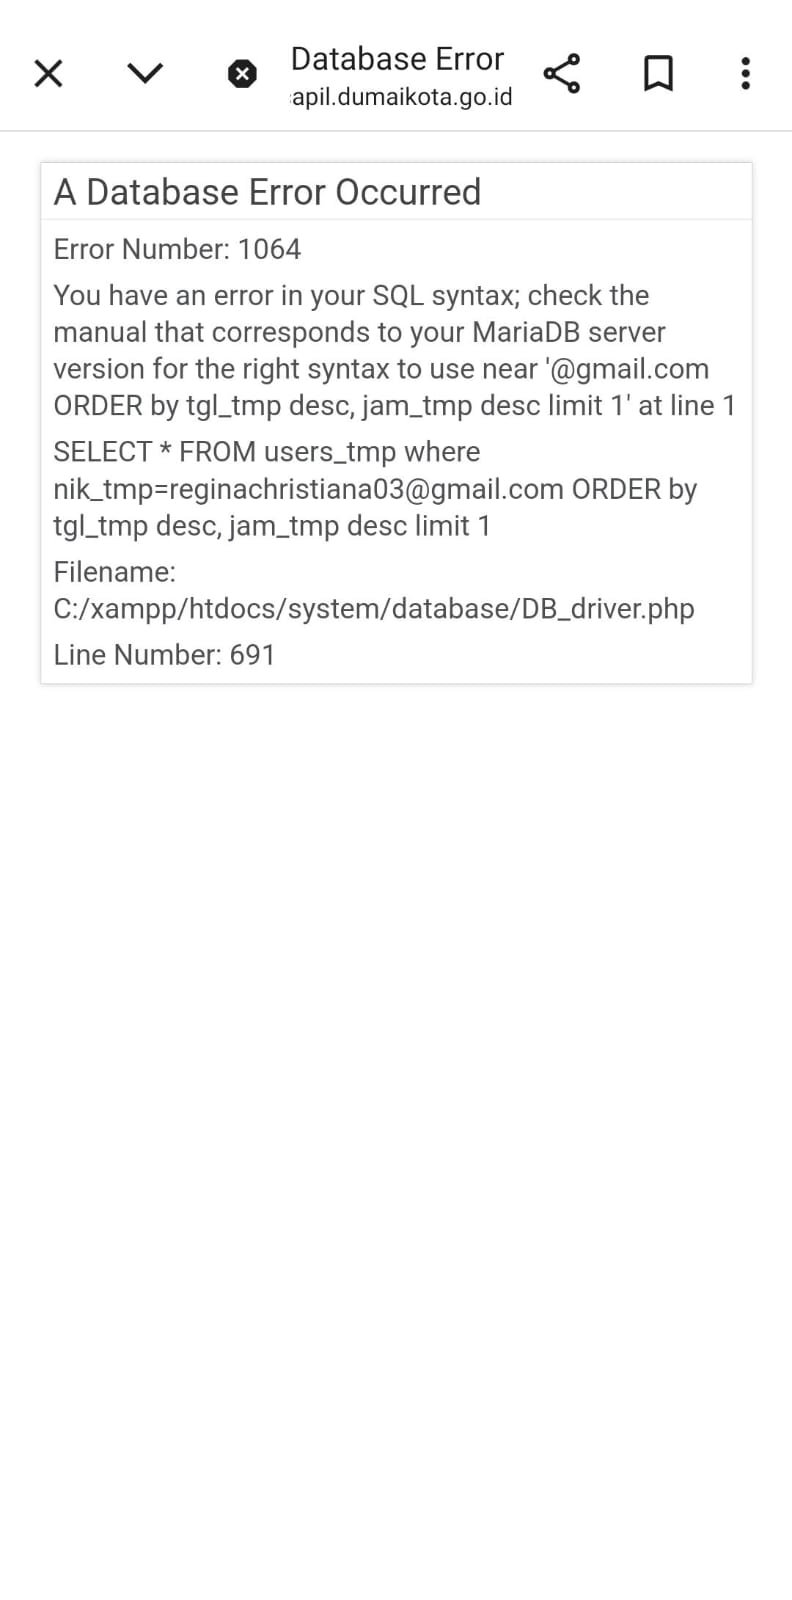 Database Error
apil.dumaikota.go.id
A Database Error Occurred
Error Number: 1064
You have an error in your SQL syntax; check the
manual that corresponds to your MariaDB server
version for the right syntax to use near '@gmail.com
ORDER by tgl_tmp desc, jam_tmp desc limit 1' at line 1
SELECT * FROM users_tmp where
nik_tmp=reginachristiana03@gmail.com ORDER by
tgl_tmp desc, jam_tmp desc limit 1
Filename:
C:/xampp/htdocs/system/database/DB_driver.php
Line Number: 691